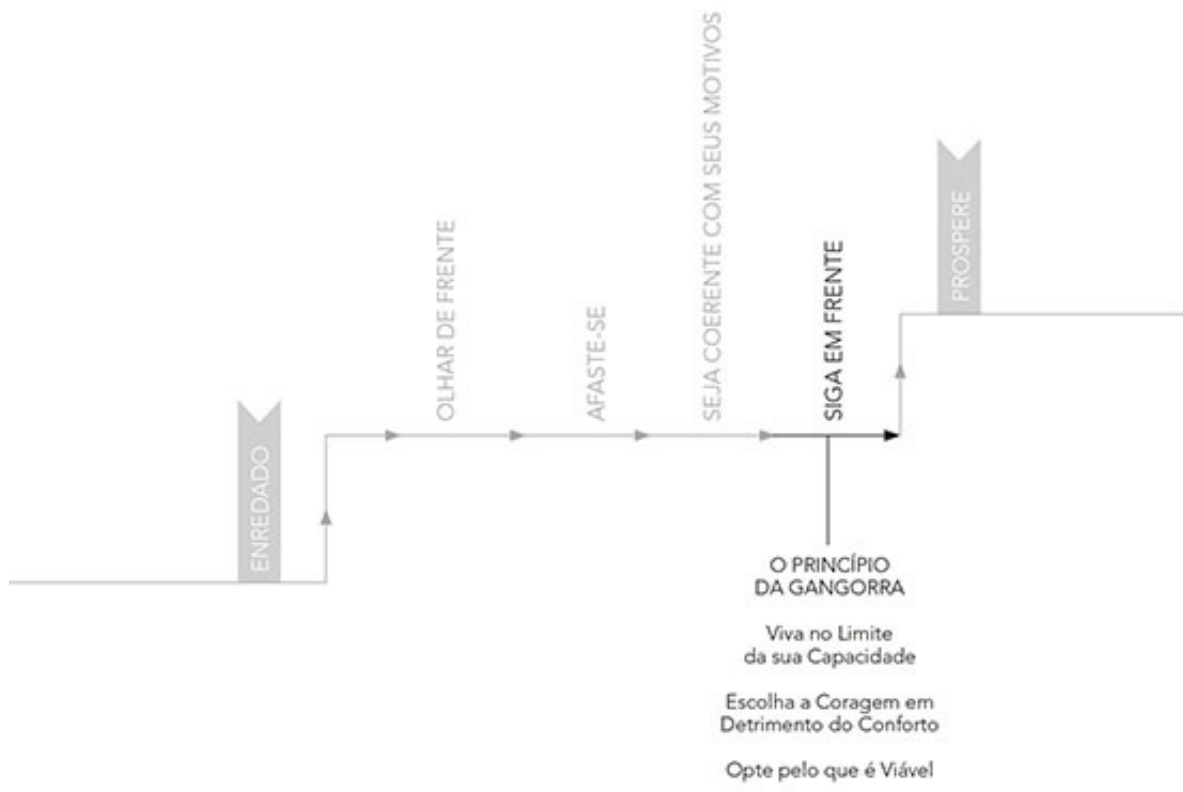 ENREDADO
OLHAR DE FRENTE
AFASTE-SE
SEJA COERENTE COM SEUS MOTIVOS
SIGA EM FRENTE
PROSPERE
O PRINCÍPIO
DA GANGORRA
Viva no Limite
da sua Capacidade
Escolha a Coragem em
Detrimento do Conforto
Opte pelo que é Viável